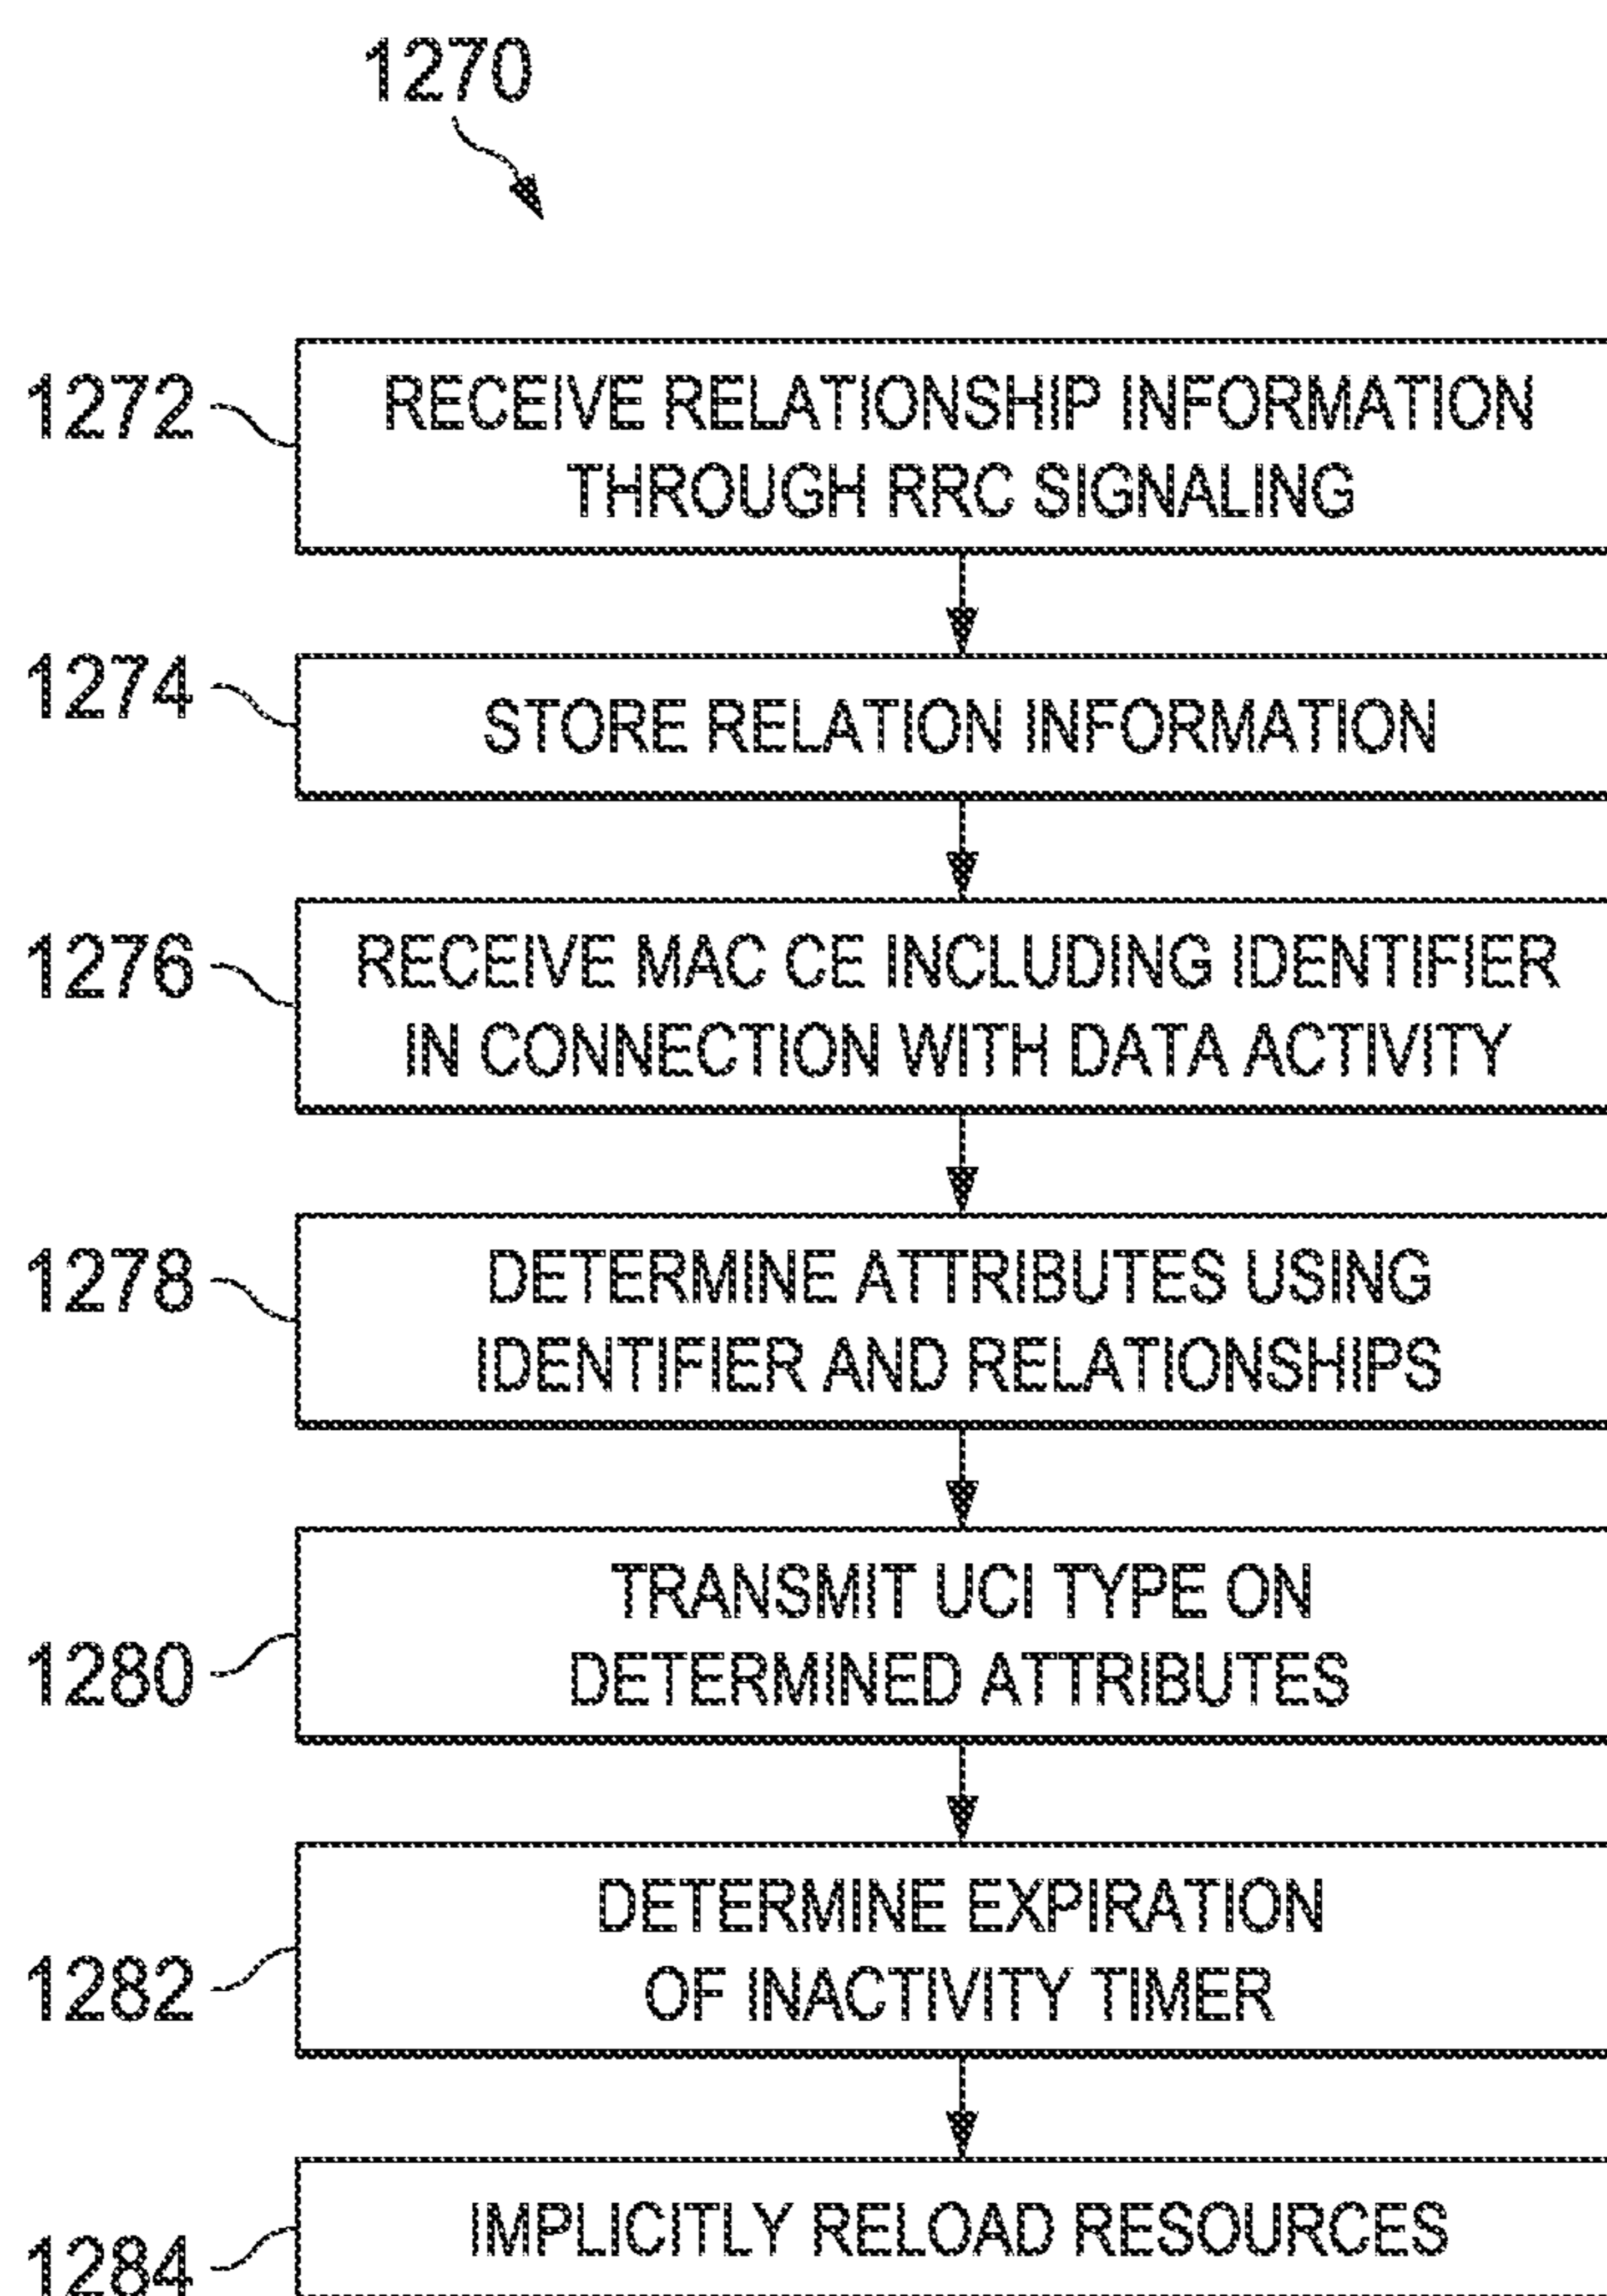 1270
1272
RECEIVE RELATIONSHIP INFORMATION
THROUGH RRC SIGNALING
1274
STORE RELATION INFORMATION
1276
RECEIVE MAC CE INCLUDING IDENTIFIER
IN CONNECTION WITH DATA ACTIVITY
1278
DETERMINE ATTRIBUTES USING
IDENTIFIER AND RELATIONSHIPS
1280
TRANSMIT UCI TYPE ON
DETERMINED ATTRIBUTES
1282
DETERMINE EXPIRATION
OF INACTIVITY TIMER
1284
IMPLICITLY RELOAD RESOURCES